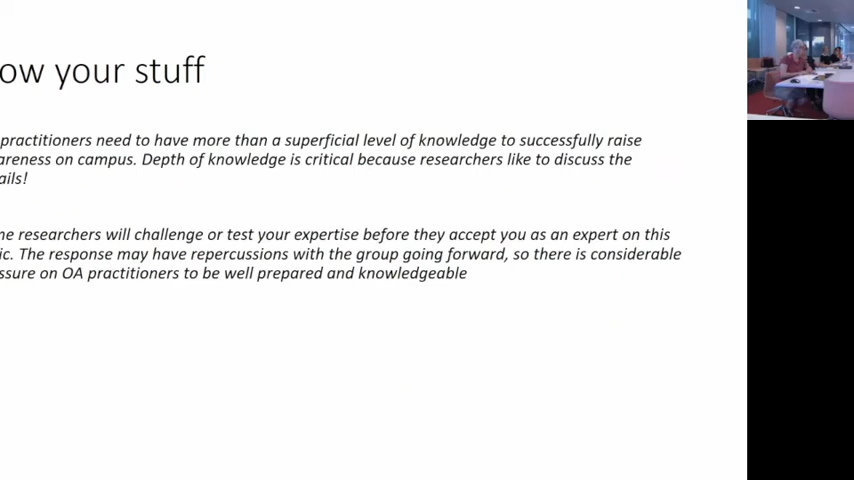 ow your stuff
practitioners need to have more than a superficial level of knowledge to successfully raise
areness on campus. Depth of knowledge is critical because researchers like to discuss the
ails!
me researchers will challenge or test your expertise before they accept you as an expert on this
ic. The response may have repercussions with the group going forward, so there is considerable
ssure on OA practitioners to be well prepared and knowledgeable